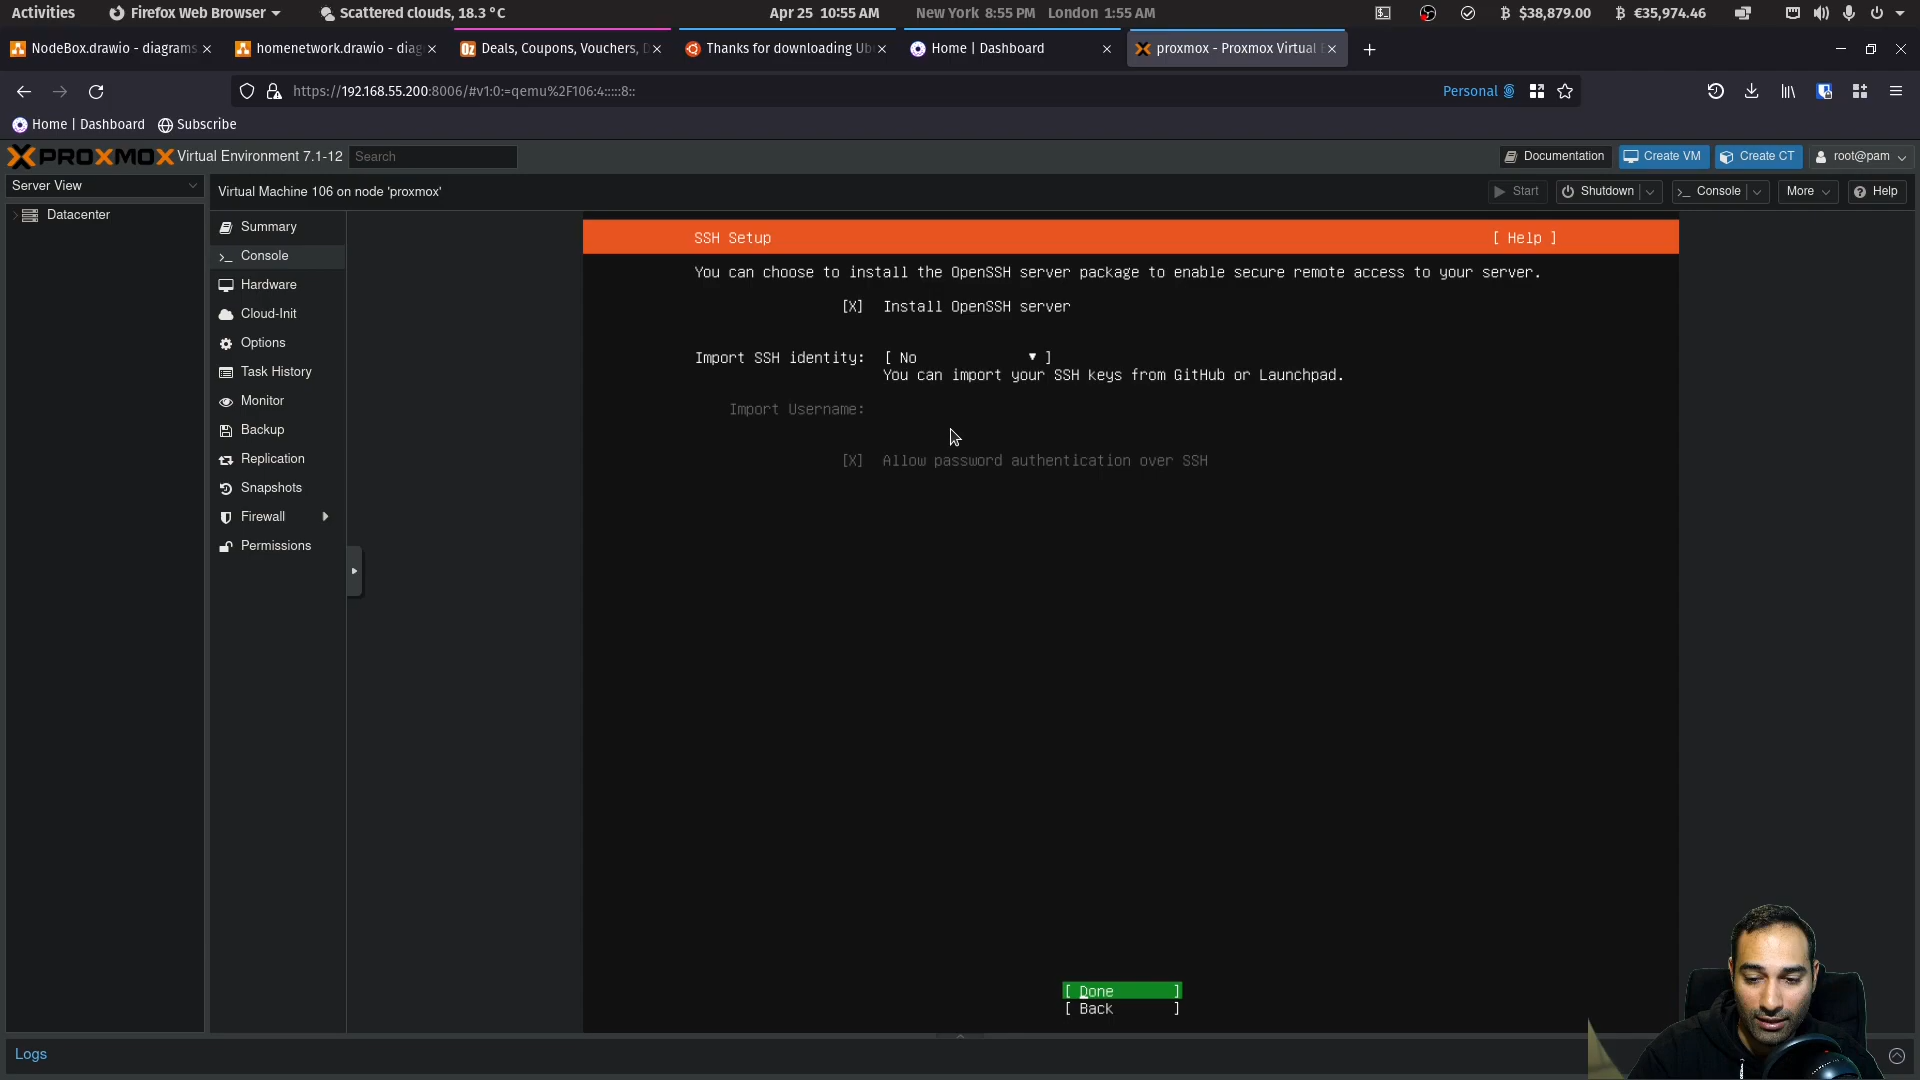 Activities Firefox Web Browser Scattered clouds, 18.3 °C Apr 25 10:55 AM New York 8:55 PM London 1:55 AM ₿ $38,879.00 ₿ €35,974.46
NodeBox.drawio - diagrams homenetwork.drawio - diag Deals, Coupons, Vouchers, D Thanks for downloading Ub Home | Dashboard proxmox - Proxmox Virtual E
https://192.168.55.200:8006/#v1:0:=qemu%2F106:4:::::8:: Personal
Home | Dashboard Subscribe
PROXMOX Virtual Environment 7.1-12 Search Documentation Create VM Create CT root@pam
Server View Virtual Machine 106 on node 'proxmox' Start Shutdown Console More Help
Datacenter
Summary
Console
Hardware
Cloud-Init
Options
Task History
Monitor
Backup
Replication
Snapshots
Firewall
Permissions
SSH Setup [ Help ]
You can choose to install the OpenSSH server package to enable secure remote access to your server.
[X] Install OpenSSH server
Import SSH identity: [ No ▼ ]
You can import your SSH keys from GitHub or Launchpad.
Import Username:
[X] Allow password authentication over SSH
[ Done ]
[ Back ]
Logs